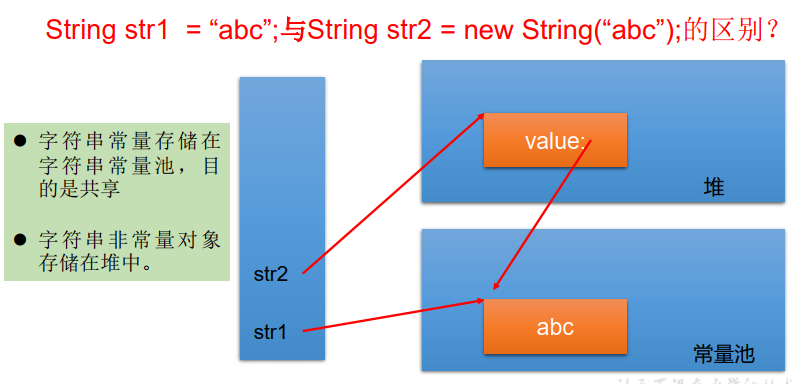 String str1  = “abc”;与String str2 = new String(“abc”);的区别？
● 字符串常量存储在
字符串常量池，目
的是共享
● 字符串非常量对象
存储在堆中。
value:
堆
str2
str1
abc
常量池